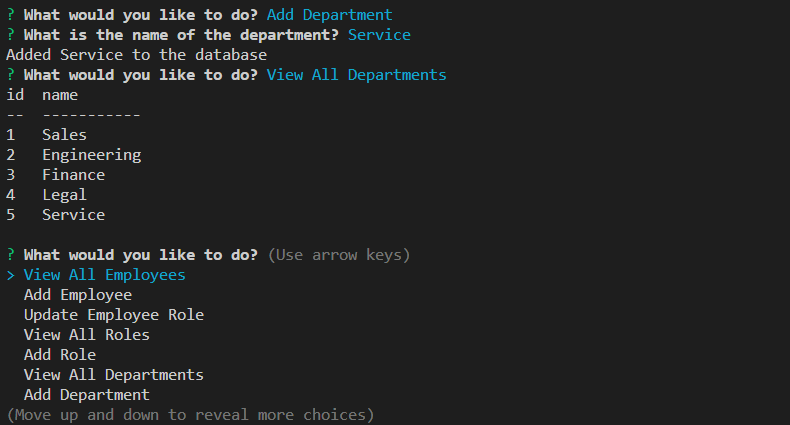 ? What would you like to do? Add Department
? What is the name of the department? Service
Added Service to the database
? What would you like to do? View All Departments
id  name
--  -----------
1   Sales
2   Engineering
3   Finance
4   Legal
5   Service
? What would you like to do? (Use arrow keys)
> View All Employees
  Add Employee
  Update Employee Role
  View All Roles
  Add Role
  View All Departments
  Add Department
(Move up and down to reveal more choices)